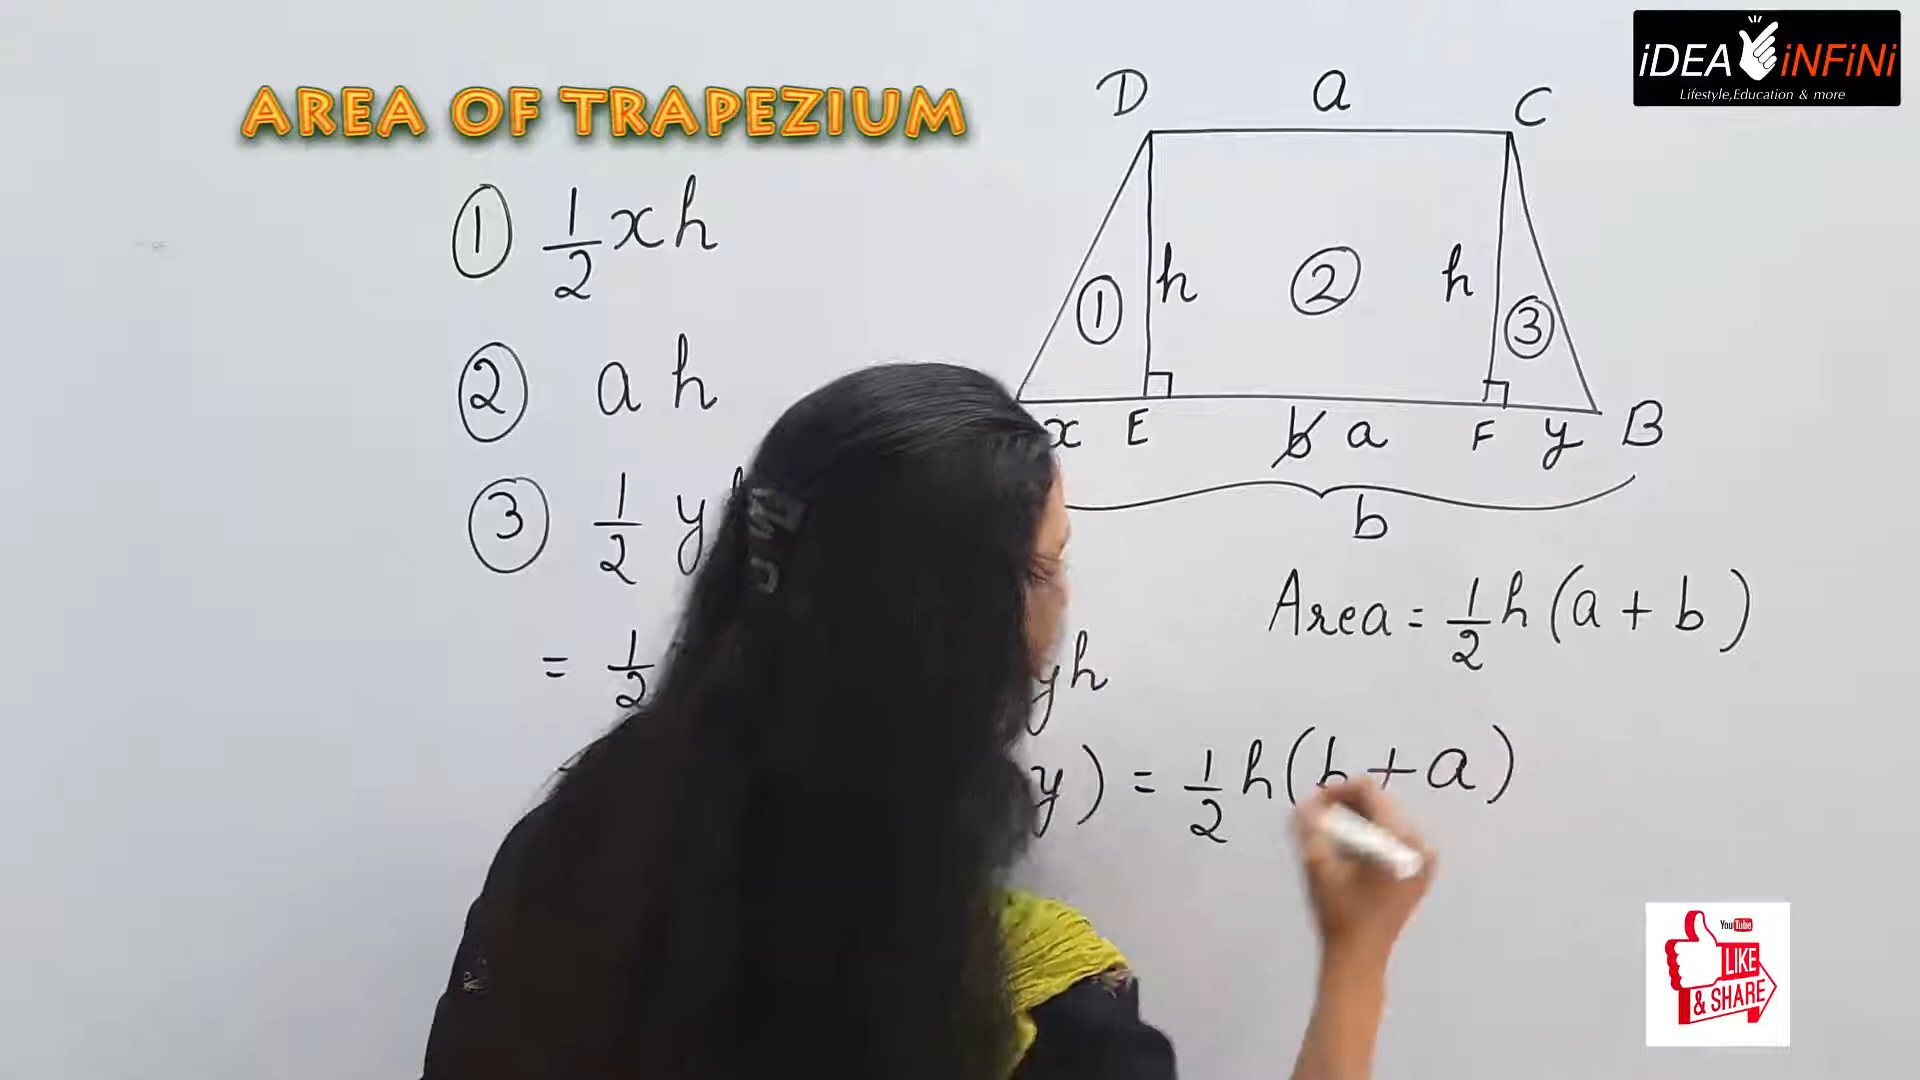 iDEA iNFiNi
Lifestyle,Education & more
AREA OF TRAPEZIUM
D a C
① 1/2 xh
② ah
③ 1/2 y
① h ② h ③
x E b a F y B
b
Area = 1/2 h (a + b)
= 1/2 yh
y) = 1/2 h (b + a)
YouTube
LIKE
& SHARE